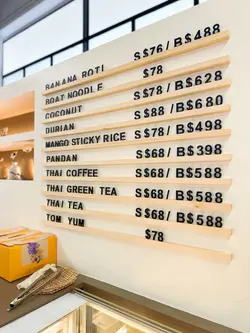 BANANA ROTI S$76/B$488
BOAT NOODLE $78
COCONUT S$78/B$628
DURIAN S$88/B$680
MANGO STICKY RICE S$78/B$498
PANDAN S$68/B$398
THAI COFFEE S$68/B$588
THAI GREEN TEA S$68/B$588
THAI TEA S$68/B$588
TOM YUM $78